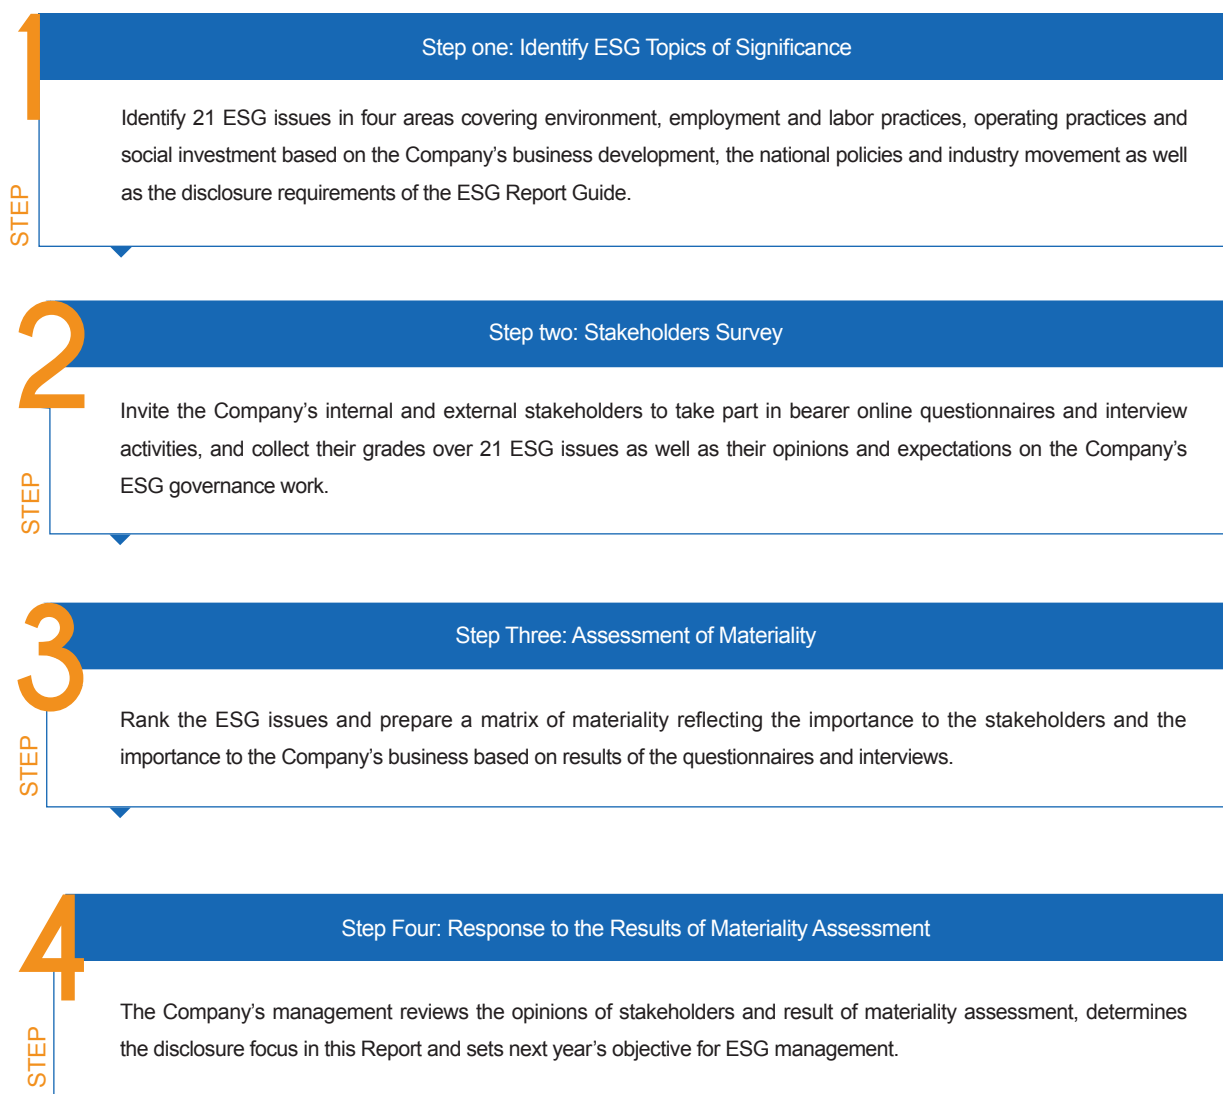 1
Step one: Identify ESG Topics of Significance
Identify 21 ESG issues in four areas covering environment, employment and labor practices, operating practices and
social investment based on the Company’s business development, the national policies and industry movement as well
as the disclosure requirements of the ESG Report Guide.
STEP
2
Step two: Stakeholders Survey
Invite the Company’s internal and external stakeholders to take part in bearer online questionnaires and interview
activities, and collect their grades over 21 ESG issues as well as their opinions and expectations on the Company’s
ESG governance work.
STEP
3
Step Three: Assessment of Materiality
Rank the ESG issues and prepare a matrix of materiality reflecting the importance to the stakeholders and the
importance to the Company’s business based on results of the questionnaires and interviews.
STEP
4
Step Four: Response to the Results of Materiality Assessment
The Company’s management reviews the opinions of stakeholders and result of materiality assessment, determines
the disclosure focus in this Report and sets next year’s objective for ESG management.
STEP